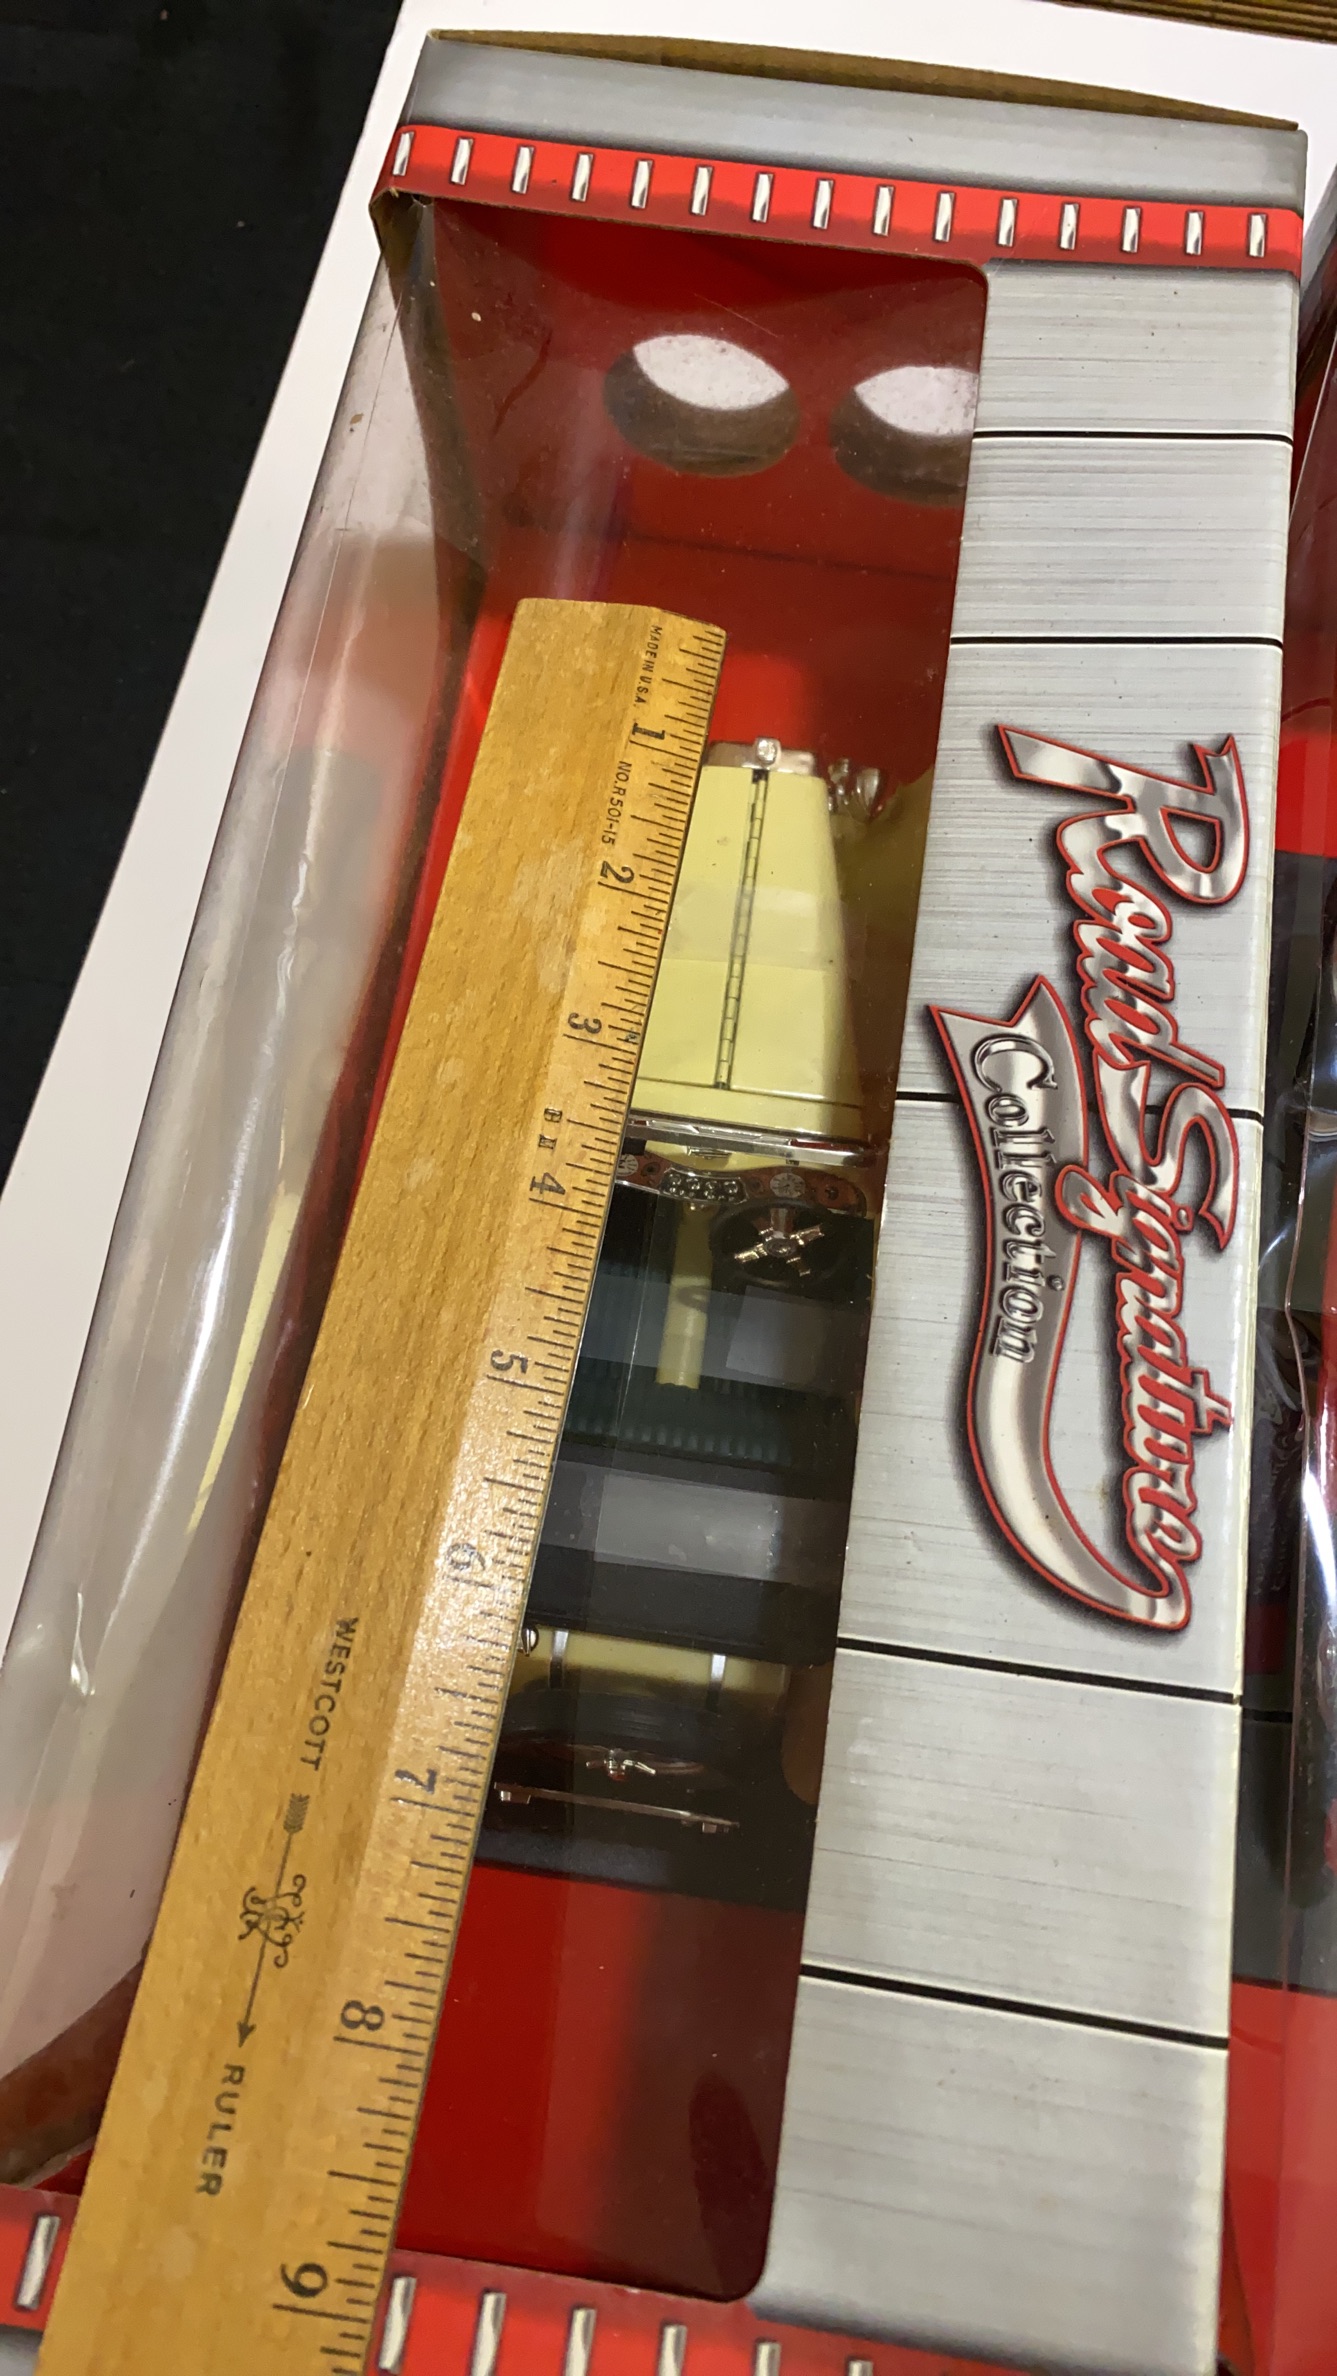 MADE IN U.S.A.
NO. R501-15
1
2
3
4
5
6
7
8
9
WESTCOTT
RULER
Road Signature
Collection